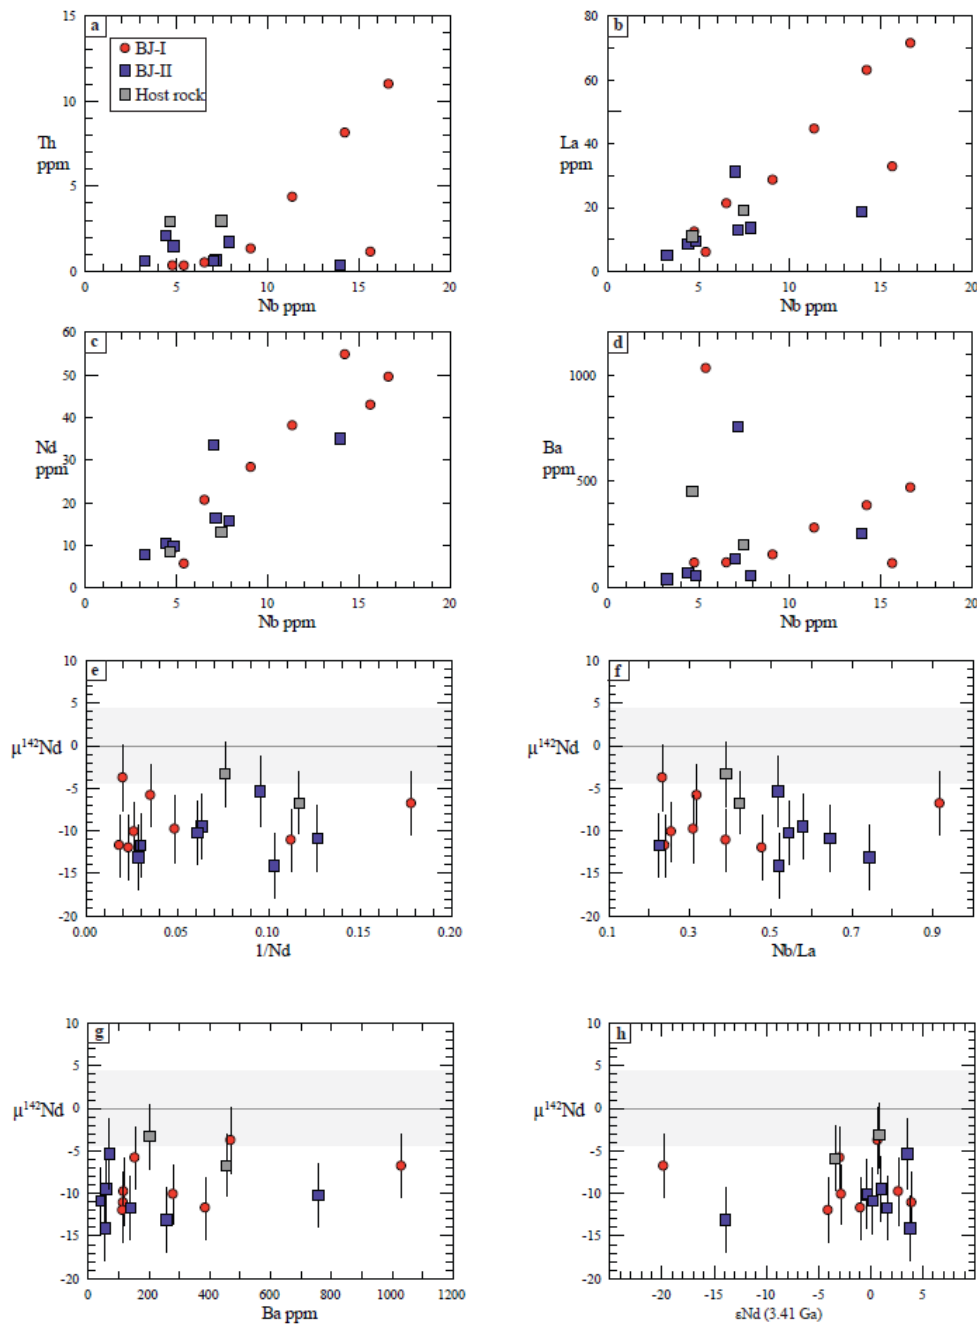 a
15
10
5
0
Th
ppm
BJ-I
BJ-II
Host rock
0 5 10 15 20
Nb ppm
b
80
60
40
20
0
La
ppm
0 5 10 15 20
Nb ppm
c
60
50
40
30
20
10
0
Nd
ppm
0 5 10 15 20
Nb ppm
d
1000
500
0
Ba
ppm
0 5 10 15 20
Nb ppm
e
10
5
0
-5
-10
-15
-20
μ¹⁴²Nd
0.00 0.05 0.10 0.15 0.20
1/Nd
f
10
5
0
-5
-10
-15
-20
μ¹⁴²Nd
0.1 0.3 0.5 0.7 0.9
Nb/La
g
10
5
0
-5
-10
-15
-20
μ¹⁴²Nd
0 200 400 600 800 1000 1200
Ba ppm
h
10
5
0
-5
-10
-15
-20
μ¹⁴²Nd
-20 -15 -10 -5 0 5
εNd (3.41 Ga)